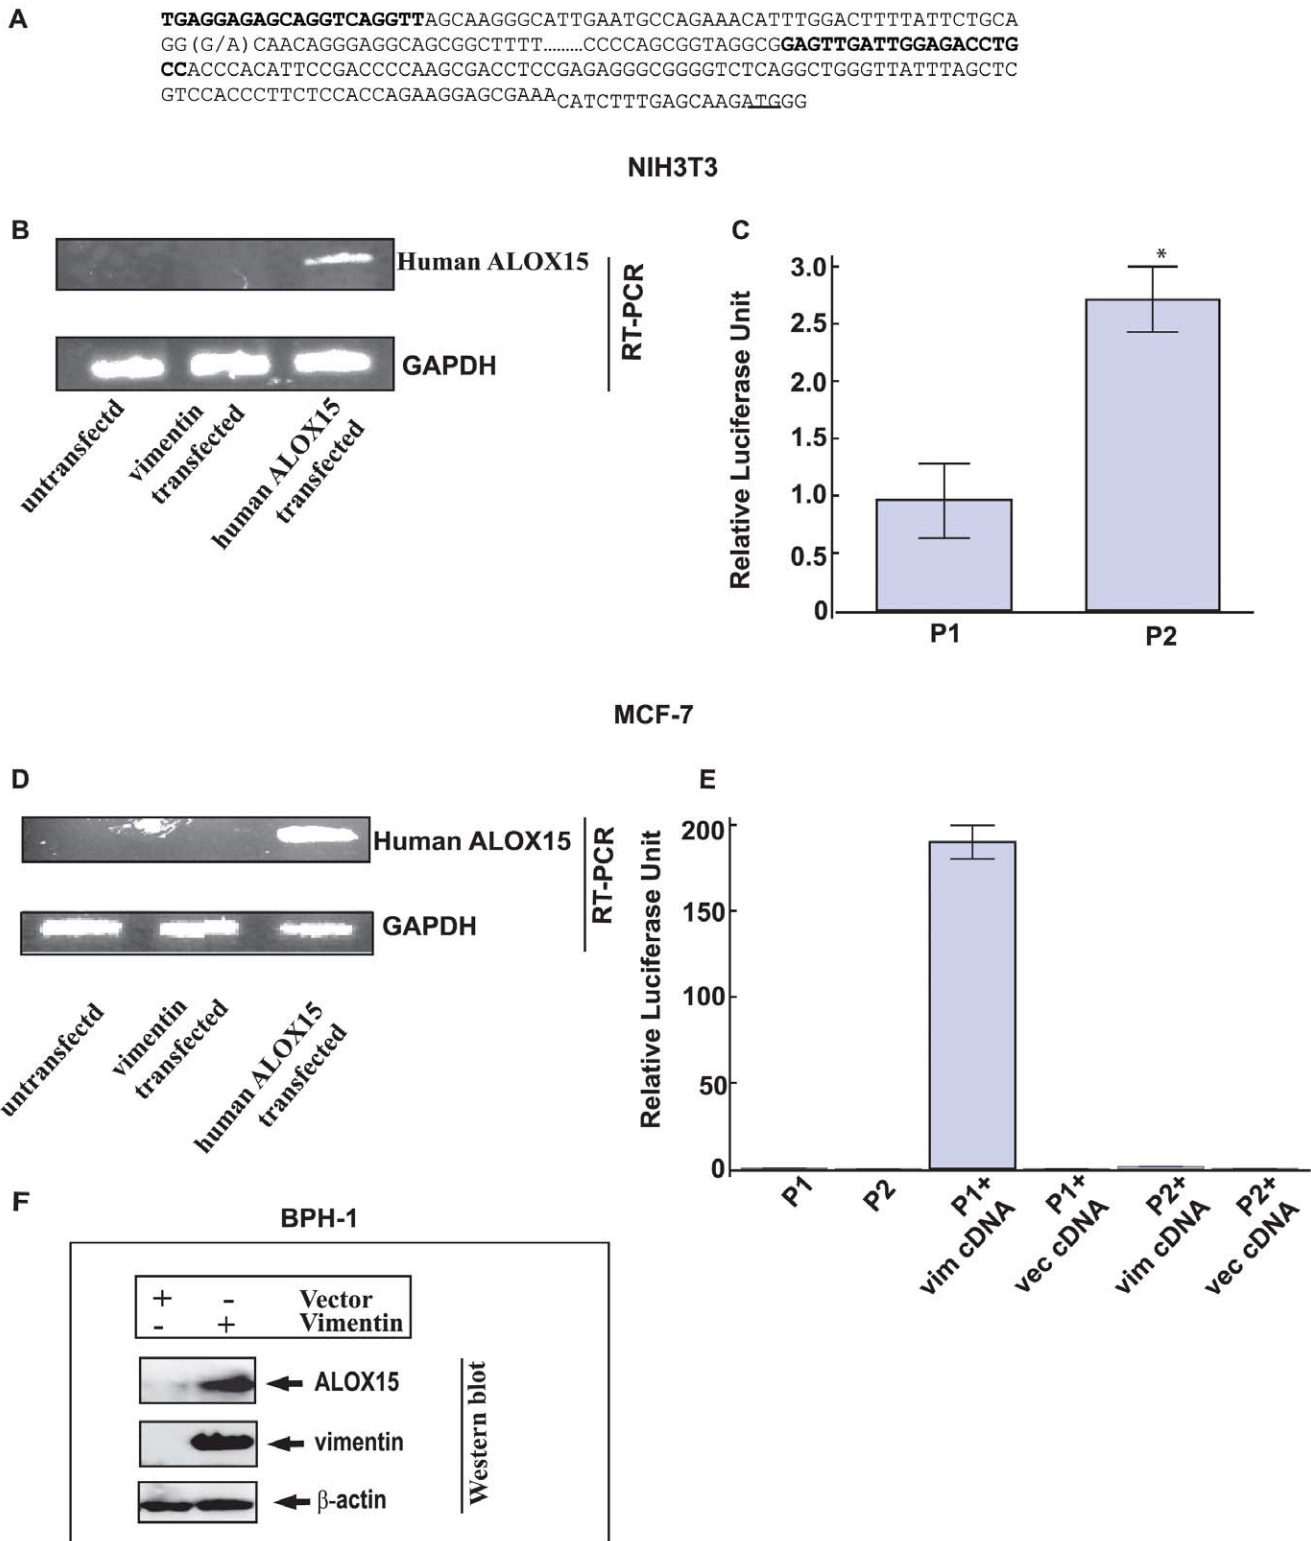 A
TGAGGAGAGCAGGTCAGGTTAGCAAGGGCATTGAATGCCAGAAACATTTGGACTTTTATTCTGCA
GG(G/A)CAACAGGGAGGCAGCGGCTTTT.........CCCCAGCGGTAGGCGGAGTTGATTGGAGACCTG
CCACCCACATTCCGACCCCAAGCGACCTCCGAGAGGGCGGGGTCTCAGGCTGGGTTATTTAGCTC
GTCCACCCTTCTCCACCAGAAGGAGCGAAACATCTTTGAGCAAGATGGG
NIH3T3
B
Human ALOX15
GAPDH
RT-PCR
untransfectd
vimentin
transfected
human ALOX15
transfected
C
Relative Luciferase Unit
3.0
2.5
2.0
1.5
1.0
0.5
0
*
P1
P2
MCF-7
D
Human ALOX15
GAPDH
RT-PCR
untransfectd
vimentin
transfected
human ALOX15
transfected
E
Relative Luciferase Unit
200
150
100
50
0
P1
P2
P1+
vim cDNA
P1+
vec cDNA
P2+
vim cDNA
P2+
vec cDNA
F
BPH-1
+ - Vector
- + Vimentin
ALOX15
vimentin
β-actin
Western blot